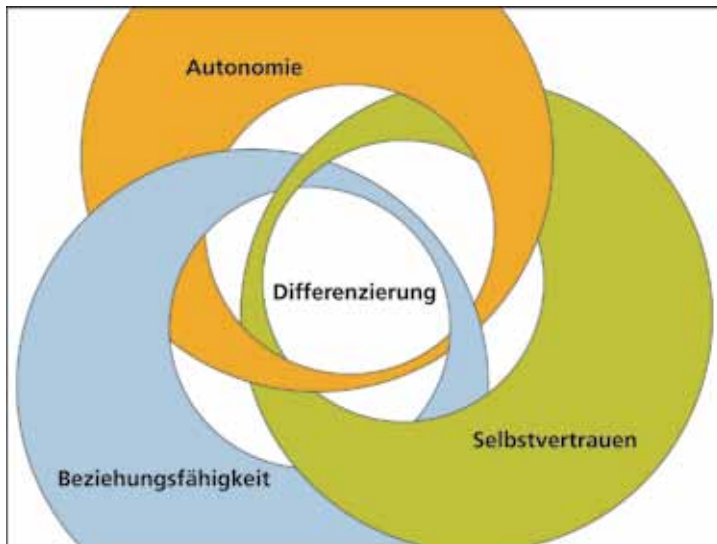 Autonomie
Differenzierung
Selbstvertrauen
Beziehungsfähigkeit